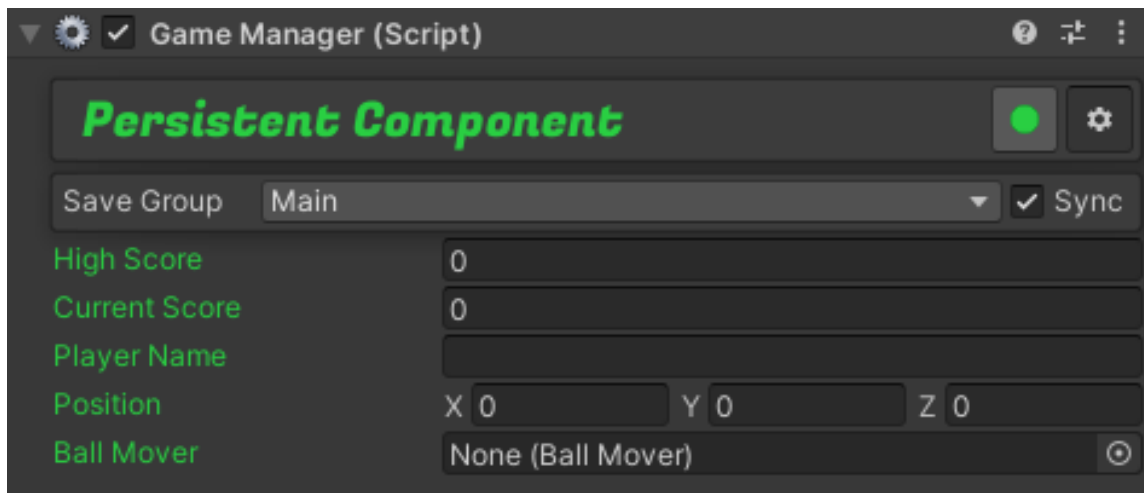 Game Manager (Script)
Persistent Component
Save Group Main Sync
High Score 0
Current Score 0
Player Name
Position X 0 Y 0 Z 0
Ball Mover None (Ball Mover)